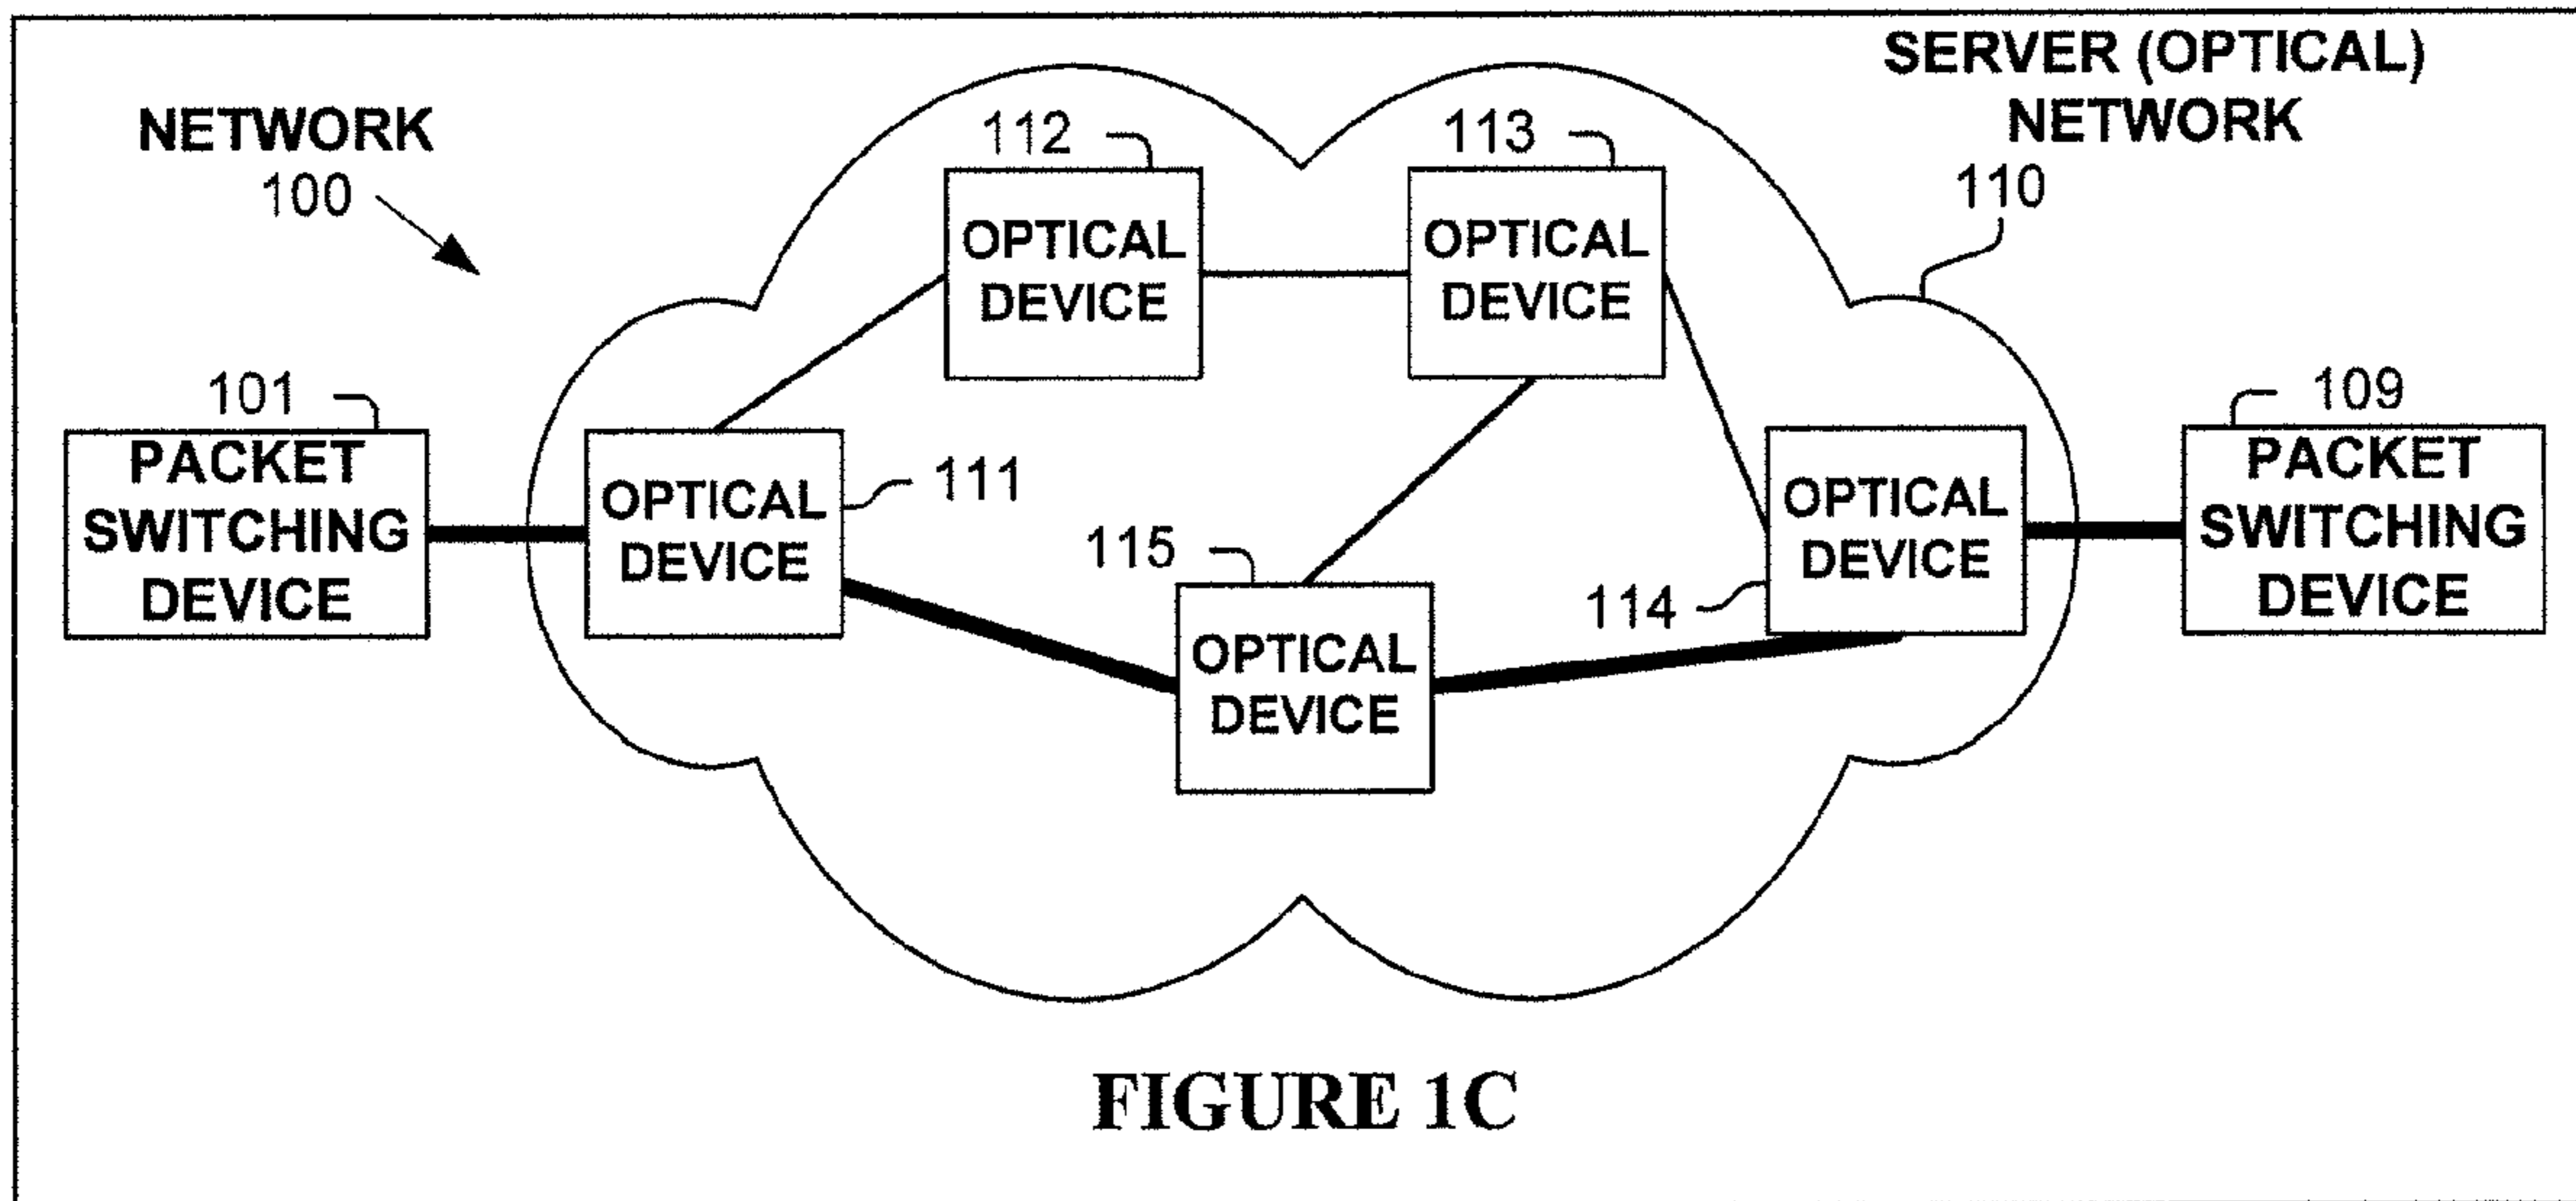 SERVER (OPTICAL)
NETWORK
110
NETWORK
100
112
OPTICAL
DEVICE
113
OPTICAL
DEVICE
101
PACKET
SWITCHING
DEVICE
OPTICAL
DEVICE
111
115
OPTICAL
DEVICE
OPTICAL
DEVICE
114
109
PACKET
SWITCHING
DEVICE
FIGURE 1C